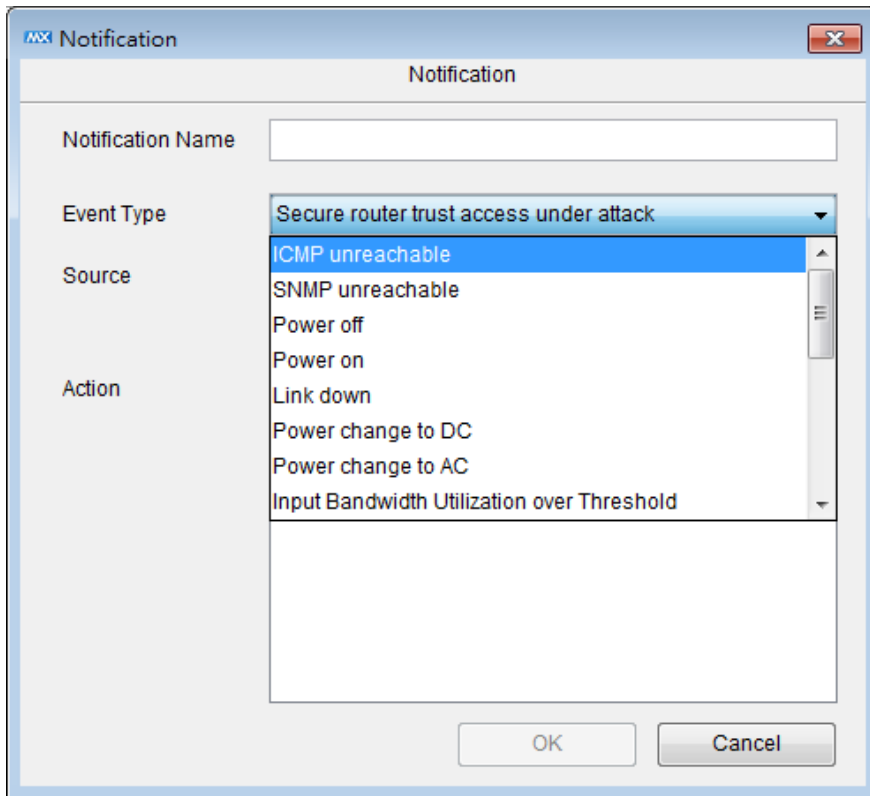 MX Notification
Notification
Notification Name
Event Type
Secure router trust access under attack
ICMP unreachable
Source
SNMP unreachable
Power off
Power on
Action
Link down
Power change to DC
Power change to AC
Input Bandwidth Utilization over Threshold
OK
Cancel